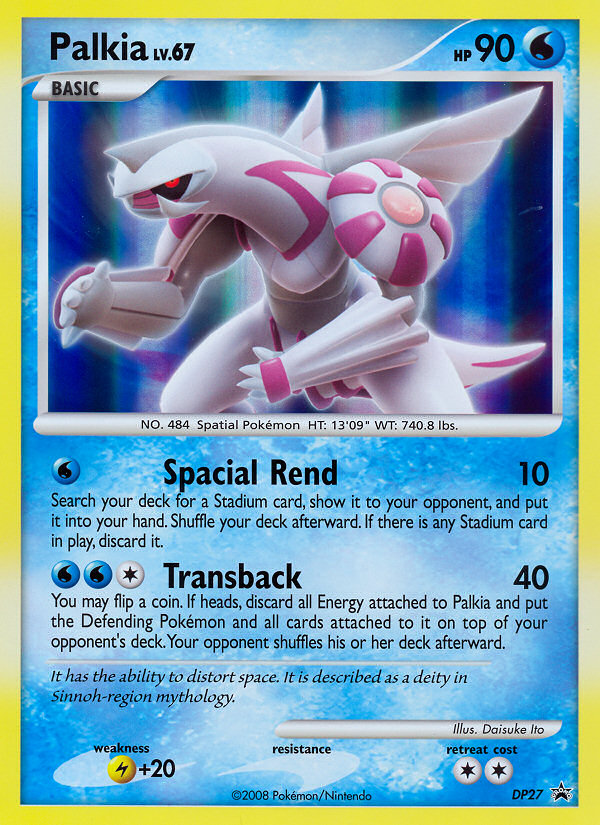 Palkia LV.67
HP 90
BASIC
NO. 484 Spatial Pokémon HT: 13'09" WT: 740.8 lbs.
Spacial Rend 10
Search your deck for a Stadium card, show it to your opponent, and put
it into your hand. Shuffle your deck afterward. If there is any Stadium card
in play, discard it.
Transback 40
You may flip a coin. If heads, discard all Energy attached to Palkia and put
the Defending Pokémon and all cards attached to it on top of your
opponent's deck. Your opponent shuffles his or her deck afterward.
It has the ability to distort space. It is described as a deity in
Sinnoh-region mythology.
Illus. Daisuke Ito
weakness resistance retreat cost
+20
©2008 Pokémon/Nintendo DP27